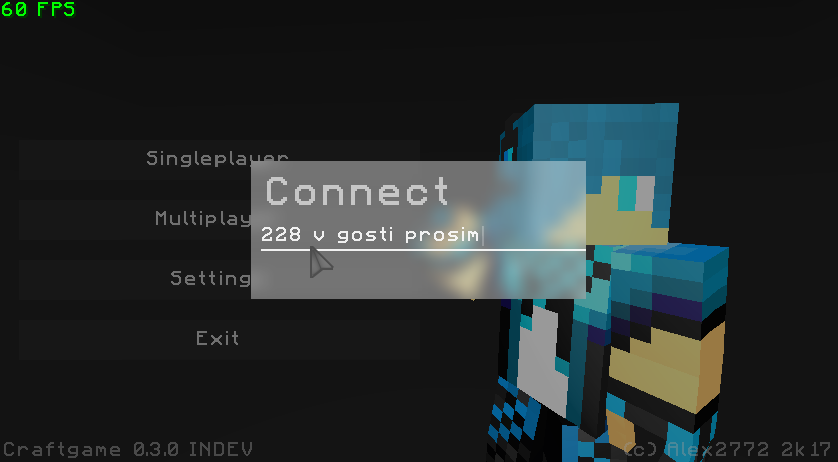 60 FPS
Singleplayer
Connect
228 v gosti prosim
Multiplay
Setting
Exit
Craftgame 0.3.0 INDEV
(c) Alex2772 2k17